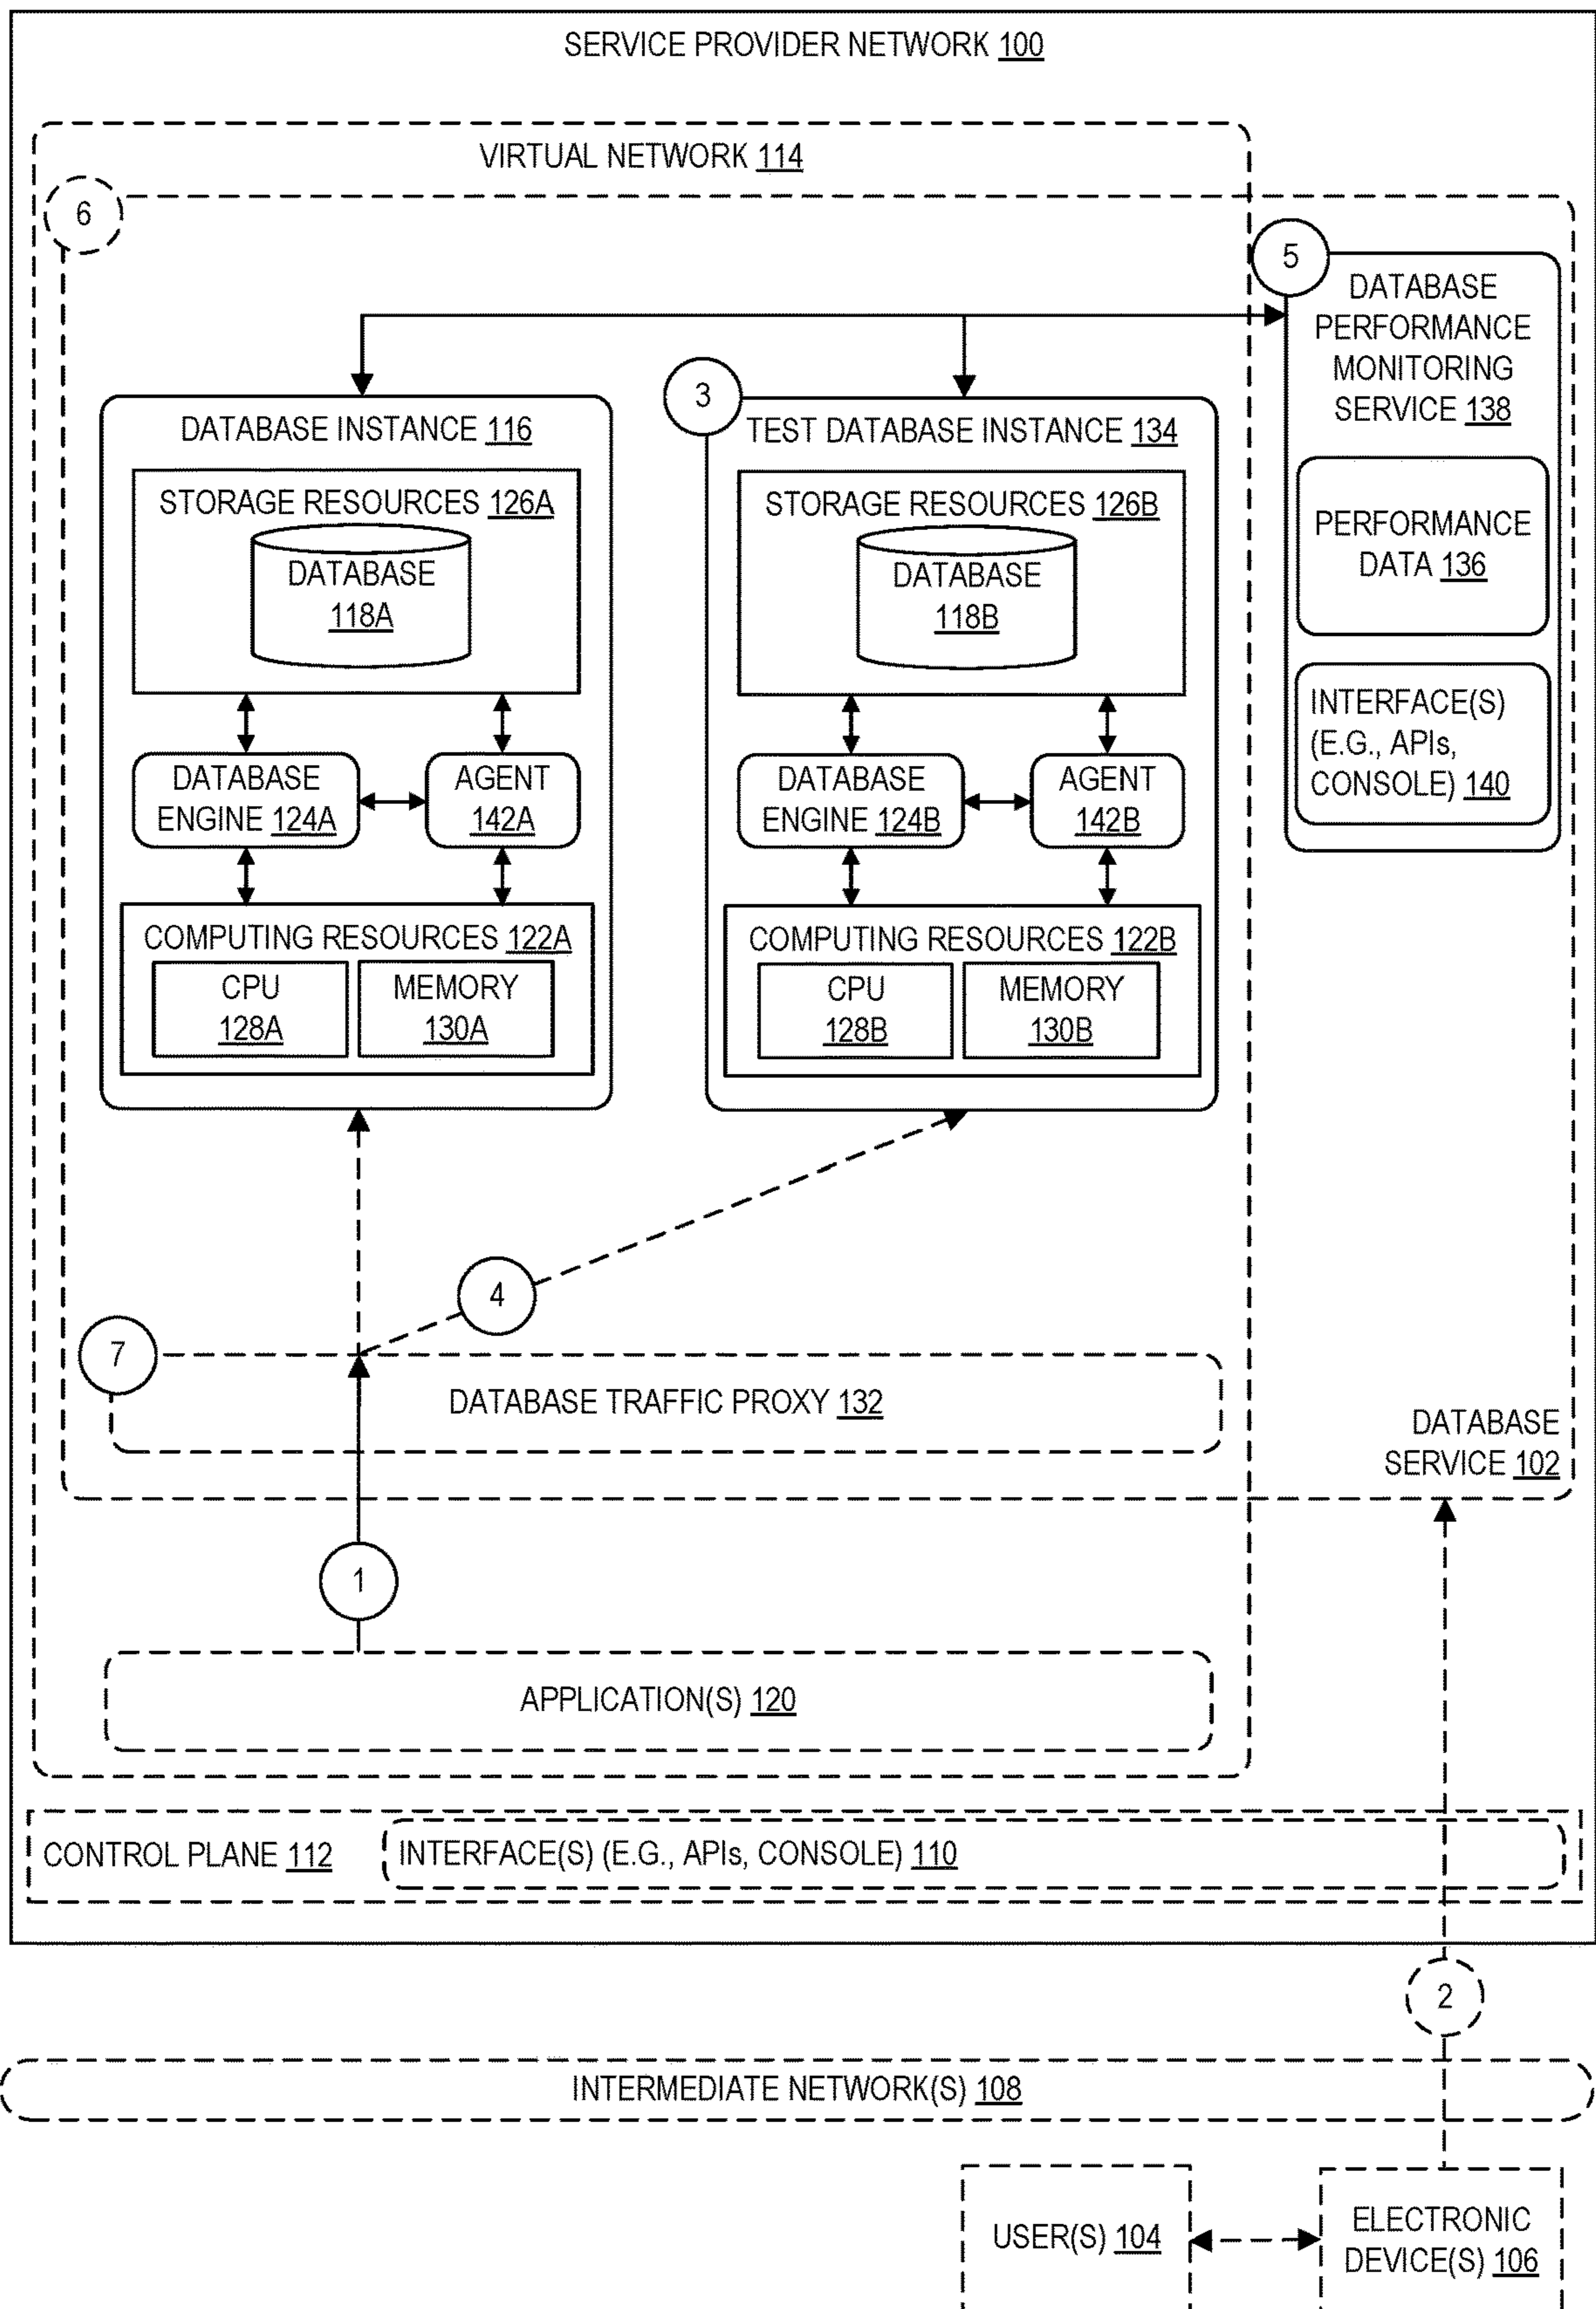 SERVICE PROVIDER NETWORK 100
VIRTUAL NETWORK 114
6
5
DATABASE
PERFORMANCE
MONITORING
SERVICE 138
PERFORMANCE
DATA 136
INTERFACE(S)
(E.G., APIs,
CONSOLE) 140
DATABASE INSTANCE 116
STORAGE RESOURCES 126A
DATABASE
118A
DATABASE
ENGINE 124A
AGENT
142A
COMPUTING RESOURCES 122A
CPU
128A
MEMORY
130A
3
TEST DATABASE INSTANCE 134
STORAGE RESOURCES 126B
DATABASE
118B
DATABASE
ENGINE 124B
AGENT
142B
COMPUTING RESOURCES 122B
CPU
128B
MEMORY
130B
4
7
DATABASE TRAFFIC PROXY 132
DATABASE
SERVICE 102
1
APPLICATION(S) 120
CONTROL PLANE 112
INTERFACE(S) (E.G., APIs, CONSOLE) 110
2
INTERMEDIATE NETWORK(S) 108
USER(S) 104
ELECTRONIC
DEVICE(S) 106